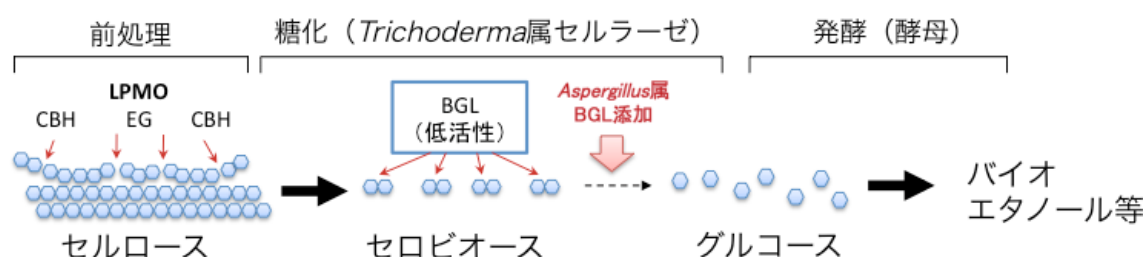 前処理
糖化（Trichoderma属セルラーゼ）
発酵（酵母）
LPMO
CBH EG CBH
BGL
（低活性）
Aspergillus属
BGL添加
バイオ
エタノール等
セルロース
セロビオース
グルコース